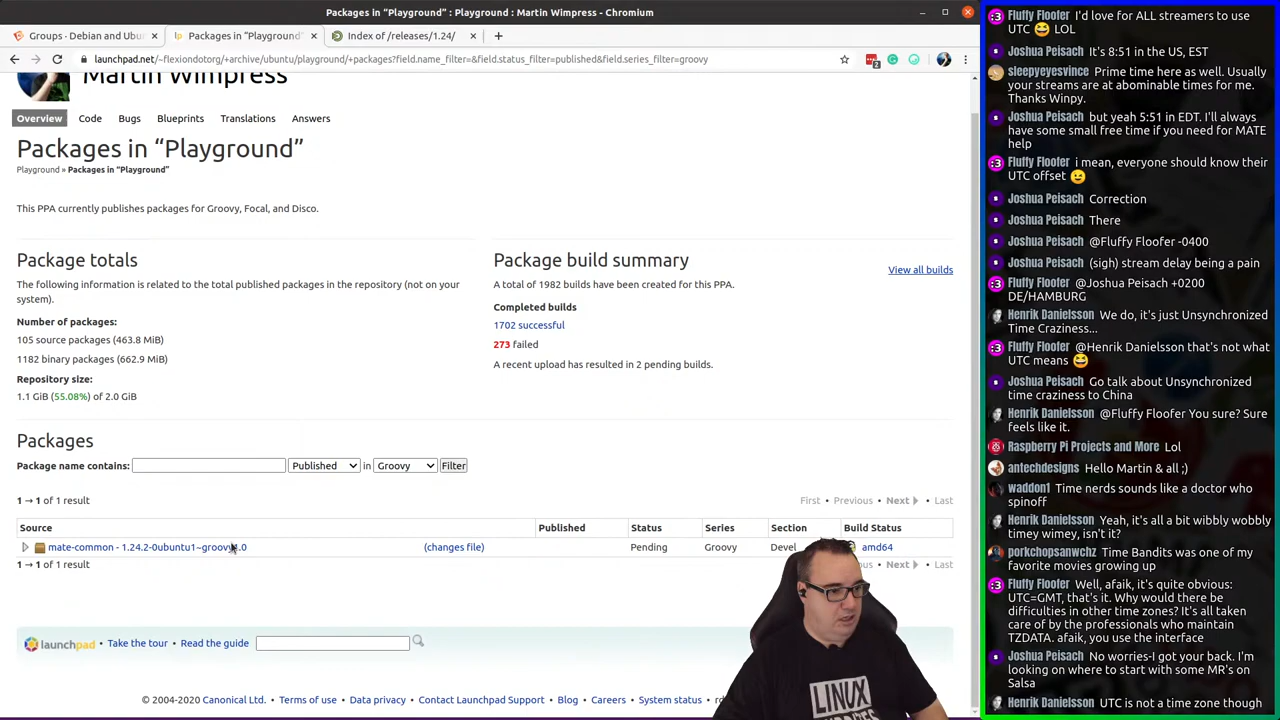 Packages in “Playground” : Playground : Martin Wimpress - Chromium
Groups - Debian and Ubu
Packages in “Playground”
Index of /releases/1.24/
launchpad.net/~flexiondotorg/+archive/ubuntu/playground/+packages?field.name_filter=&field.status_filter=published&field.series_filter=groovy
2
Martin Wimpress
Overview Code Bugs Blueprints Translations Answers
Packages in “Playground”
Playground » Packages in “Playground”
This PPA currently publishes packages for Groovy, Focal, and Disco.
Package totals
The following information is related to the total published packages in the repository (not on your
system).
Number of packages:
105 source packages (463.8 MiB)
1182 binary packages (662.9 MiB)
Repository size:
1.1 GiB (55.08%) of 2.0 GiB
Package build summary
View all builds
A total of 1982 builds have been created for this PPA.
Completed builds
1702 successful
273 failed
A recent upload has resulted in 2 pending builds.
Packages
Package name contains: Published in Groovy Filter
1 → 1 of 1 result
First • Previous • Next • Last
Source Published Status Series Section Build Status
mate-common - 1.24.2-0ubuntu1~groovy1.0 (changes file) Pending Groovy Devel amd64
1 → 1 of 1 result
• Next • Last
launchpad • Take the tour • Read the guide
© 2004-2020 Canonical Ltd. • Terms of use • Data privacy • Contact Launchpad Support • Blog • Careers • System status •
LINUX
Fluffy Floofer I'd love for ALL streamers to use
UTC 😆 LOL
Joshua Peisach It's 8:51 in the US, EST
sleepyeyesvince Prime time here as well. Usually
your streams are at abominable times for me.
Thanks Winpy.
Joshua Peisach but yeah 5:51 in EDT. I'll always
have some small free time if you need for MATE
help
Fluffy Floofer i mean, everyone should know their
UTC offset 😉
Joshua Peisach Correction
Joshua Peisach There
Joshua Peisach @Fluffy Floofer -0400
Joshua Peisach (sigh) stream delay being a pain
Fluffy Floofer @Joshua Peisach +0200
DE/HAMBURG
Henrik Danielsson We do, it's just Unsynchronized
Time Craziness...
Fluffy Floofer @Henrik Danielsson that's not what
UTC means 😆
Joshua Peisach Go talk about Unsynchronized
time craziness to China
Henrik Danielsson @Fluffy Floofer You sure? Sure
feels like it.
Raspberry Pi Projects and More Lol
antechdesigns Hello Martin & all ;)
waddon1 Time nerds sounds like a doctor who
spinoff
Henrik Danielsson Yeah, it's all a bit wibbly wobbly
timey wimey, isn't it?
porkchopsanwchz Time Bandits was one of my
favorite movies growing up
Fluffy Floofer Well, afaik, it's quite obvious:
UTC=GMT, that's it. Why would there be
difficulties in other time zones? It's all taken
care of by the professionals who maintain
TZDATA. afaik, you use the interface
Joshua Peisach No worries-I got your back. I'm
looking on where to start with some MR's on
Salsa
Henrik Danielsson UTC is not a time zone though